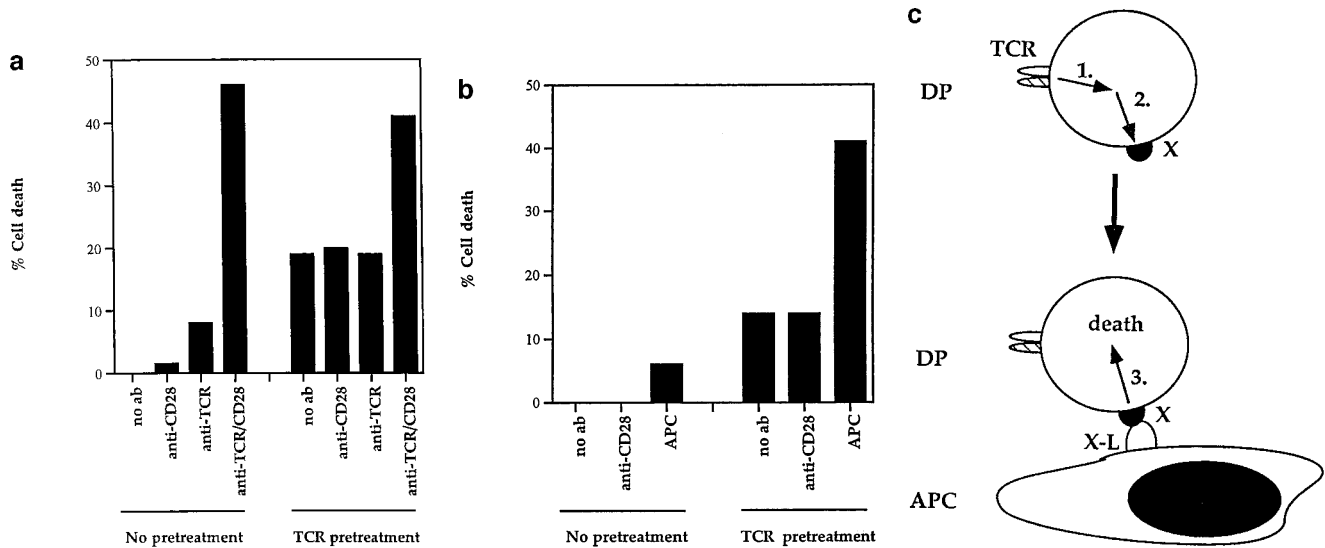 a
% Cell death
50
40
30
20
10
0
no ab
anti-CD28
anti-TCR
anti-TCR/CD28
no ab
anti-CD28
anti-TCR
anti-TCR/CD28
No pretreatment
TCR pretreatment
b
% Cell death
50
40
30
20
10
0
no ab
anti-CD28
APC
no ab
anti-CD28
APC
No pretreatment
TCR pretreatment
c
TCR
DP
1.
2.
X
DP
death
3.
X
X-L
APC